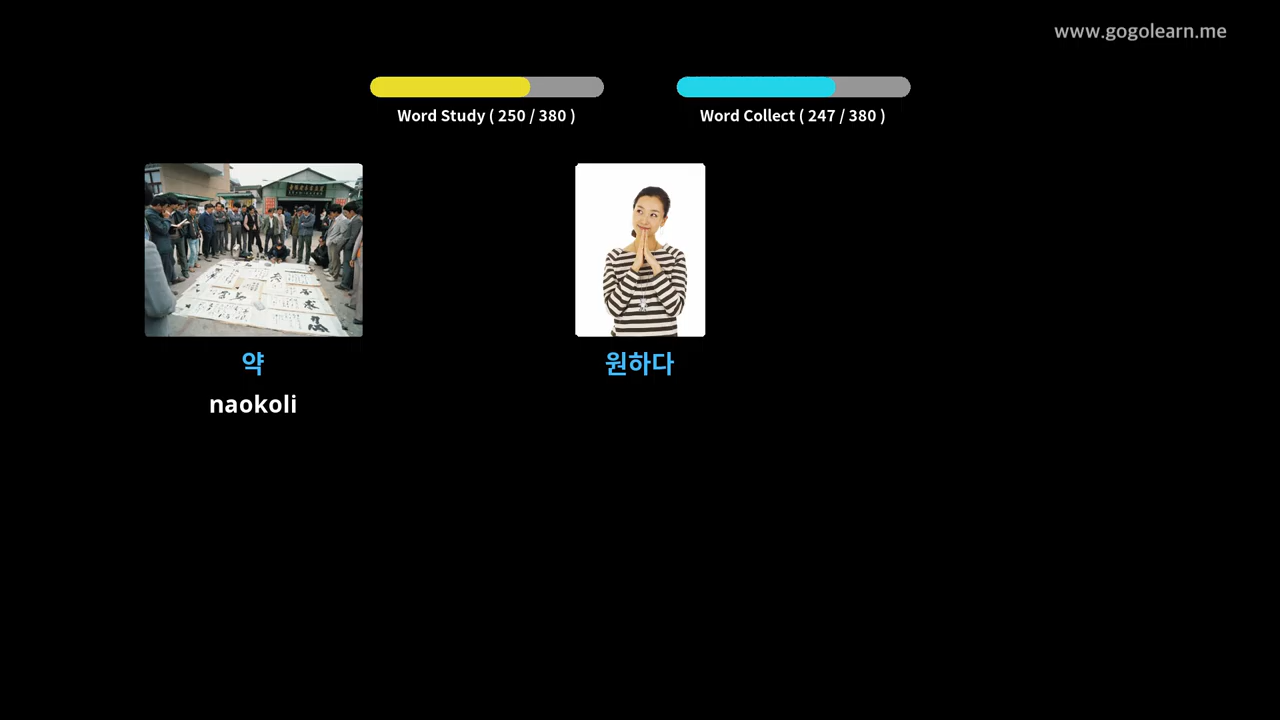 www.gogolearn.me
Word Study ( 250 / 380 )
Word Collect ( 247 / 380 )
약
원하다
naokoli